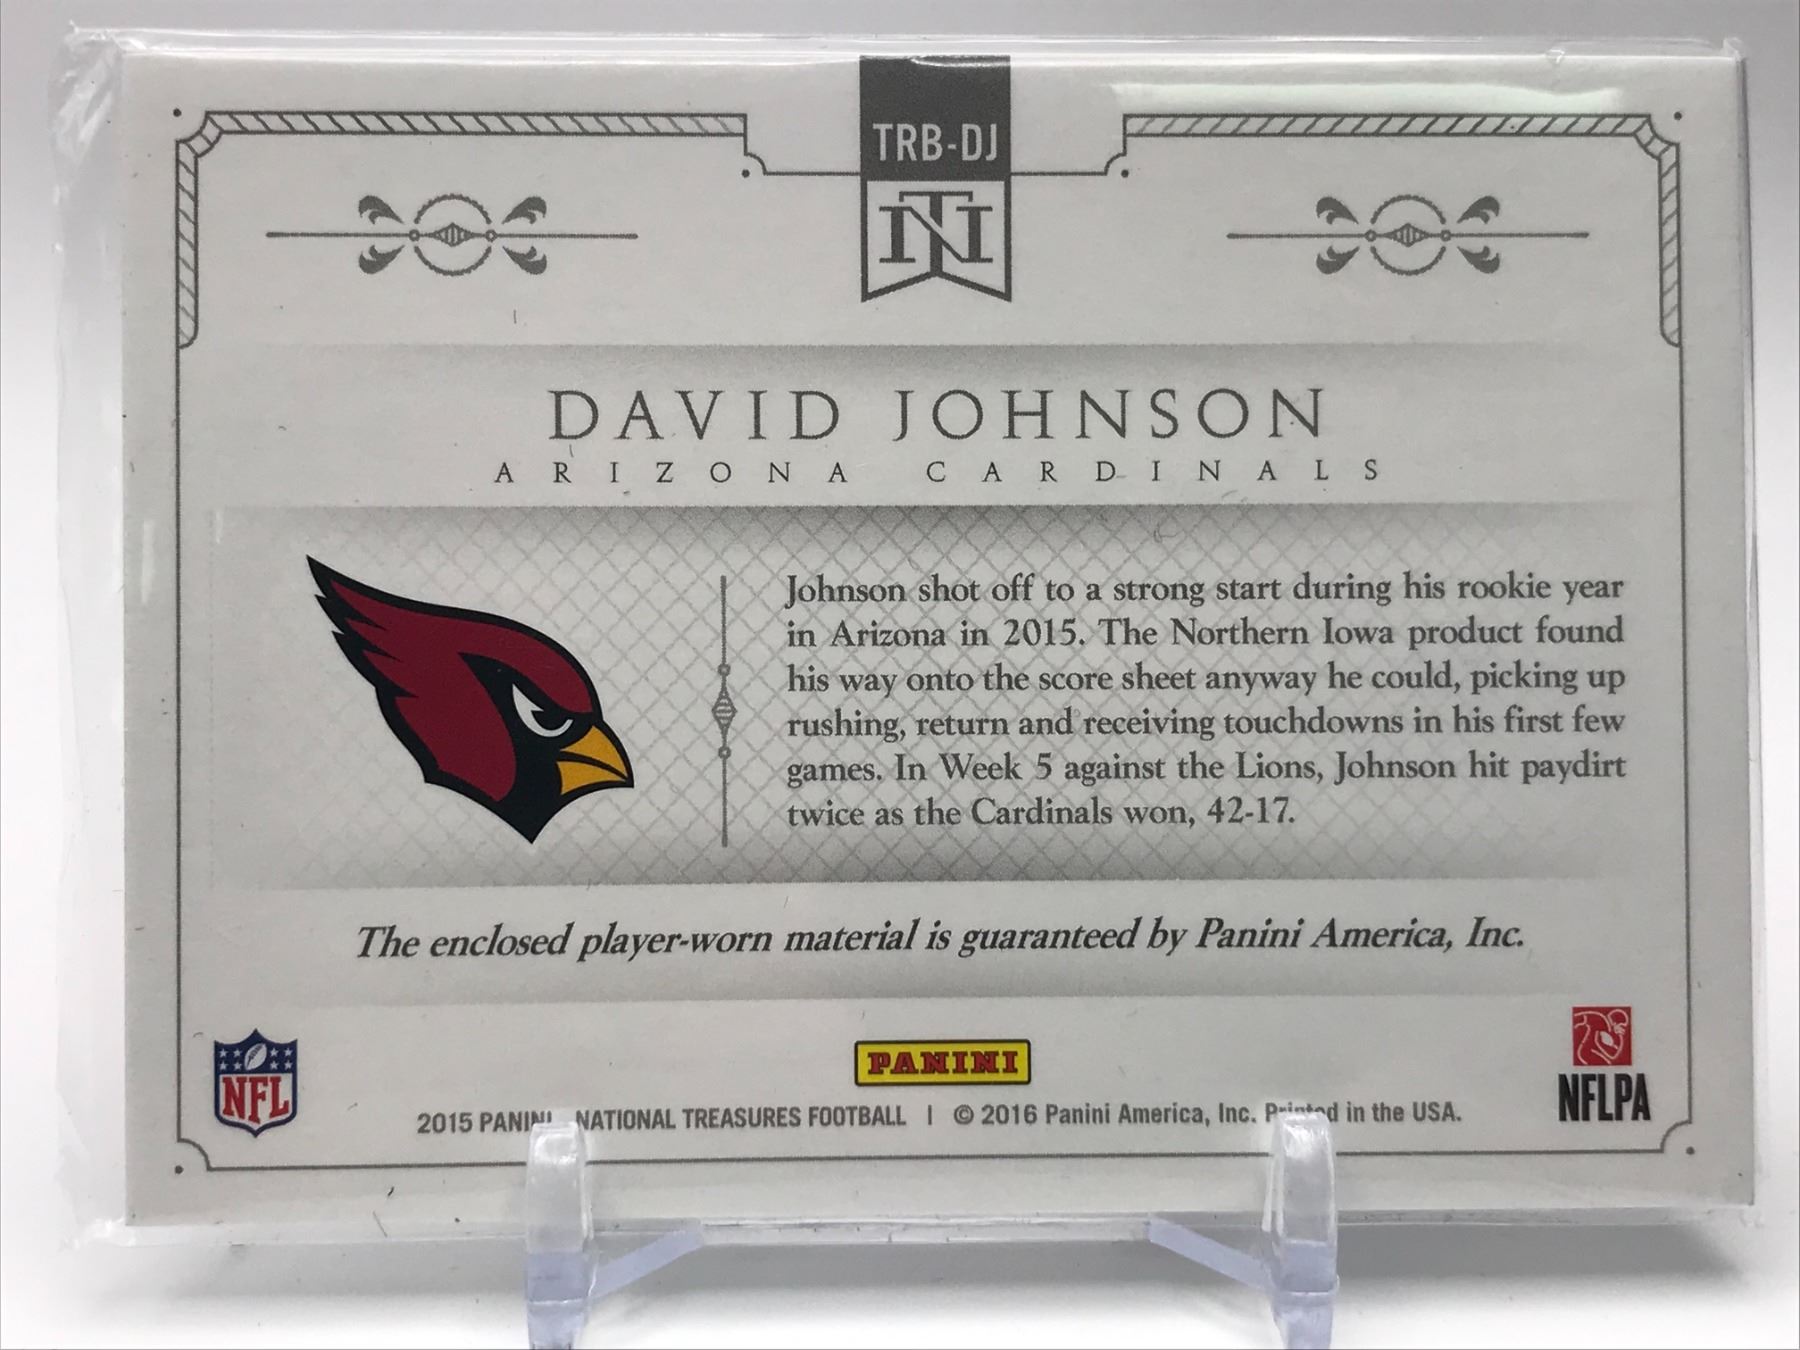 TRB-DJ
NT
DAVID JOHNSON
ARIZONA CARDINALS
Johnson shot off to a strong start during his rookie year
in Arizona in 2015. The Northern Iowa product found
his way onto the score sheet anyway he could, picking up
rushing, return and receiving touchdowns in his first few
games. In Week 5 against the Lions, Johnson hit paydirt
twice as the Cardinals won, 42-17.
The enclosed player-worn material is guaranteed by Panini America, Inc.
NFL
PANINI
NFLPA
2015 PANINI NATIONAL TREASURES FOOTBALL | © 2016 Panini America, Inc. Printed in the USA.